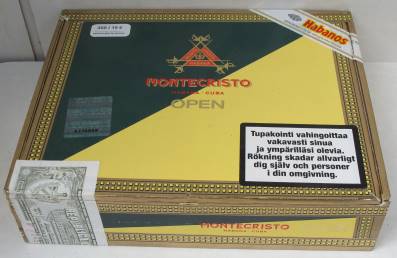 Habanos
HABANA
MONTECRISTO
HABANA·CUBA
OPEN
Tupakointi vahingoittaa
vakavasti sinua
ja ympärilläsi olevia.
Rökning skadar allvarligt
dig själv och personer
i din omgivning.
MONTECRISTO
HABANA·CUBA